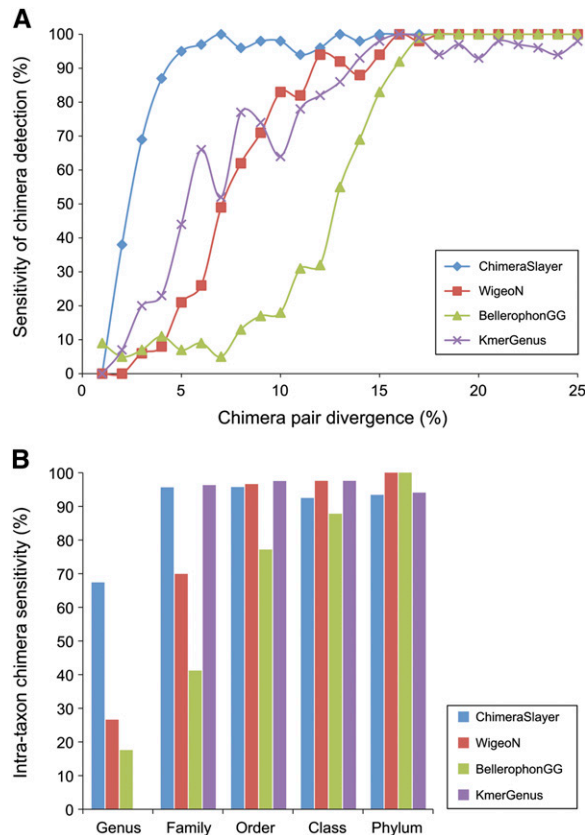 A
Sensitivity of chimera detection (%)
100
90
80
70
60
50
40
30
20
10
0
0 5 10 15 20 25
Chimera pair divergence (%)
ChimeraSlayer
WigeoN
BellerophonGG
KmerGenus
B
Intra-taxon chimera sensitivity (%)
100
90
80
70
60
50
40
30
20
10
0
Genus Family Order Class Phylum
ChimeraSlayer
WigeoN
BellerophonGG
KmerGenus